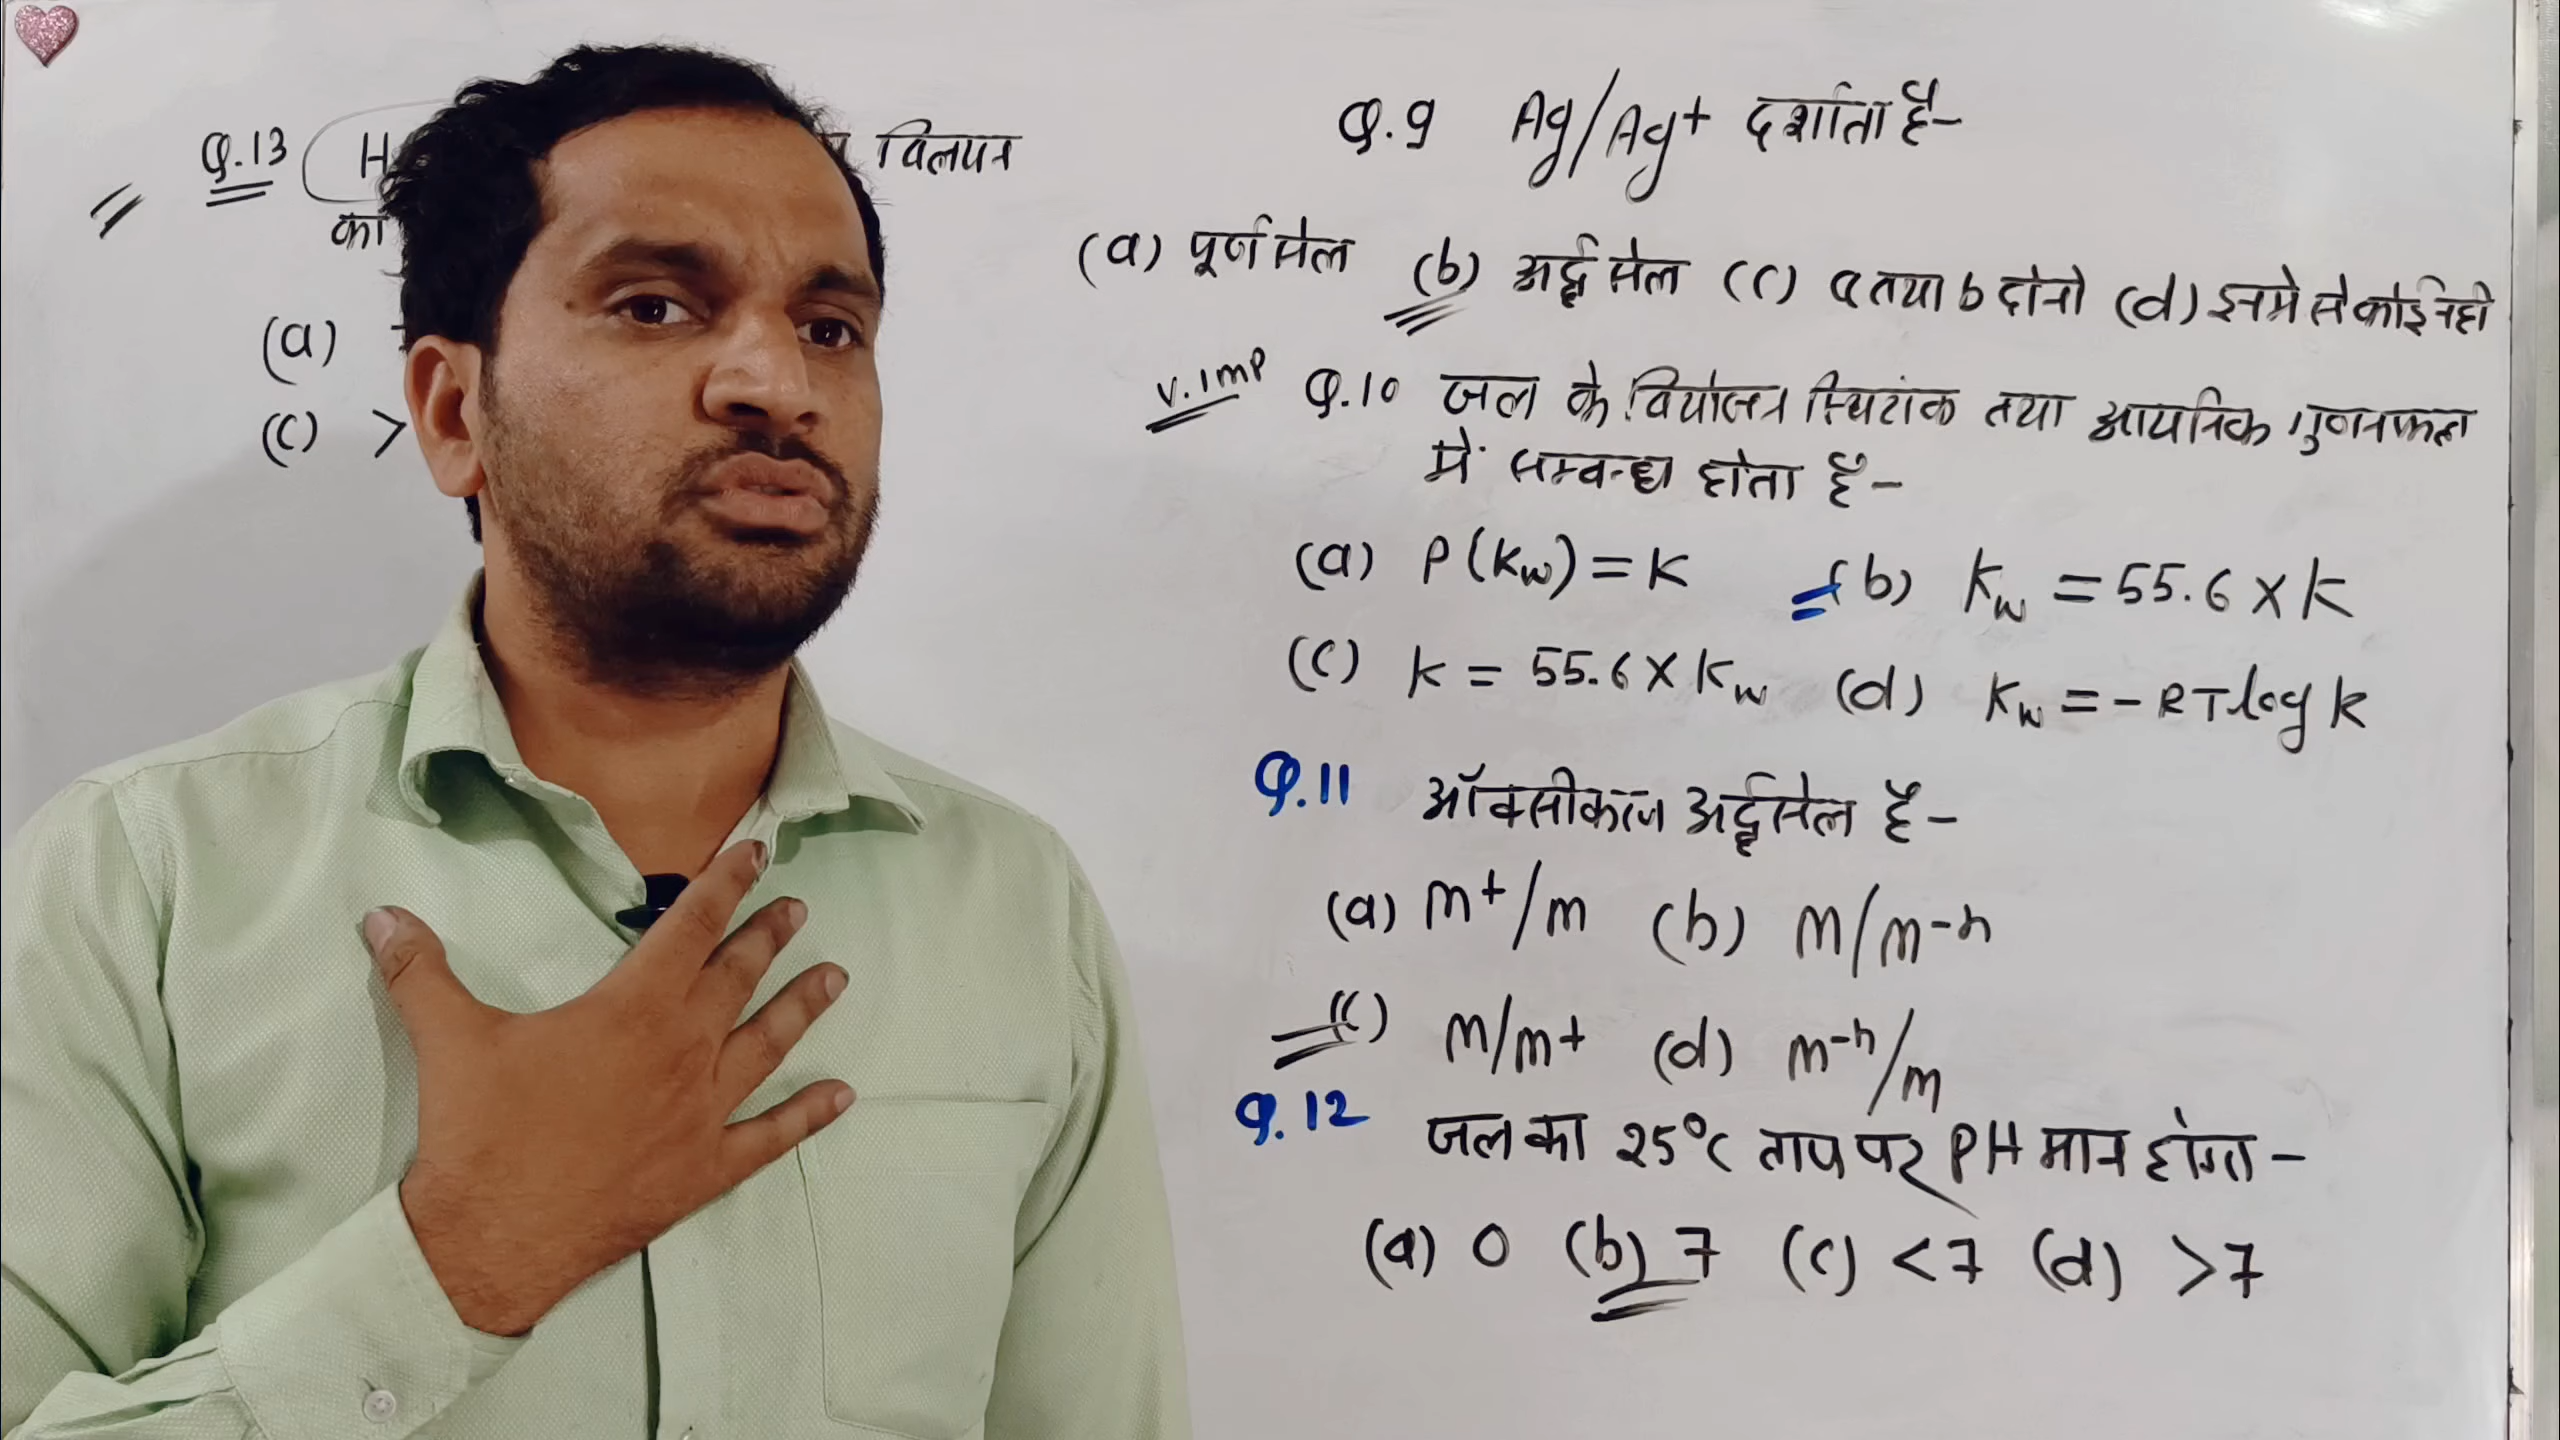 Q.13 H विलयन
का
(a)
(c) >
Q.9 Ag/Ag+ दर्शाता है-
(a) पूर्ण सेल (b) अर्द्ध सेल (c) a तथा b दोनो (d) इनमे से कोई नही
V.Imp Q.10 जल के वियोजन स्थिरांक तथा आयनिक गुणनफल
में सम्बन्ध होता है-
(a) P(Kw) = K (b) Kw = 55.6 x K
(c) K = 55.6 x Kw (d) Kw = - RT log K
Q.11 ऑक्सीकरण अर्द्धसेल है-
(a) m+/m (b) m/m-n
(c) m/m+ (d) m-n/m
Q.12 जल का 25°C ताप पर PH मान होगा-
(a) 0 (b) 7 (c) <7 (d) >7